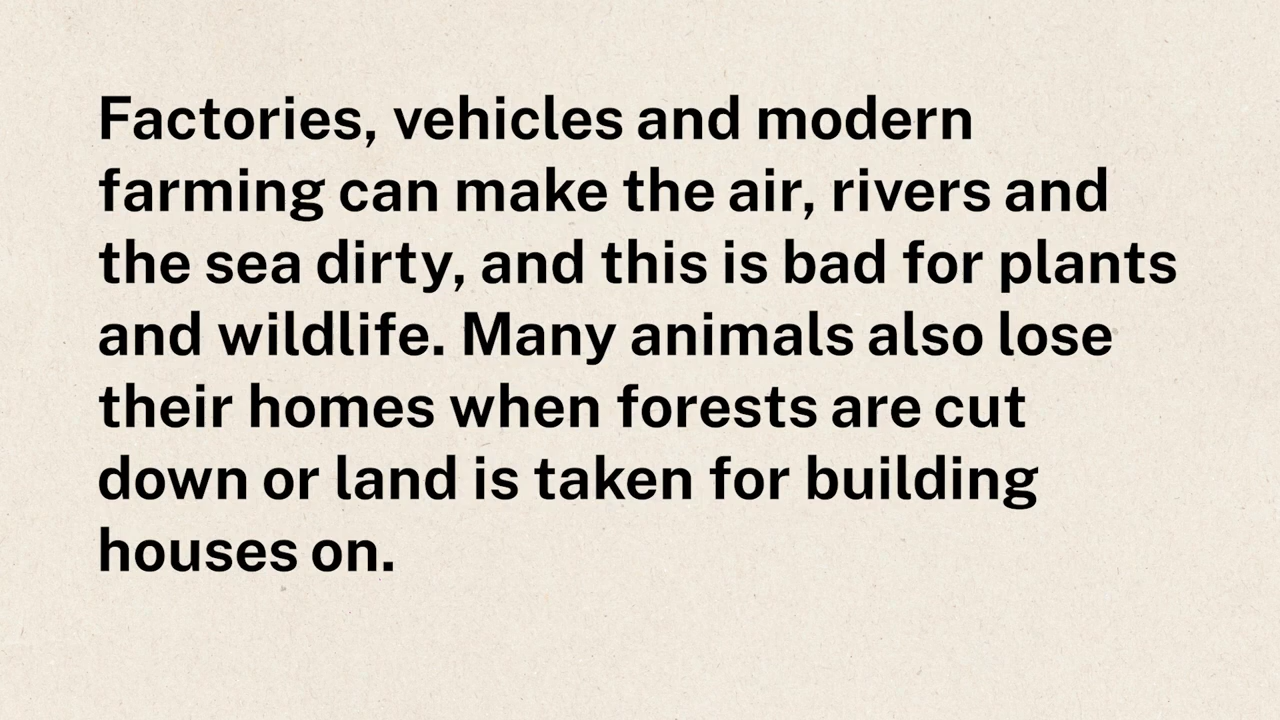 Factories, vehicles and modern
farming can make the air, rivers and
the sea dirty, and this is bad for plants
and wildlife. Many animals also lose
their homes when forests are cut
down or land is taken for building
houses on.